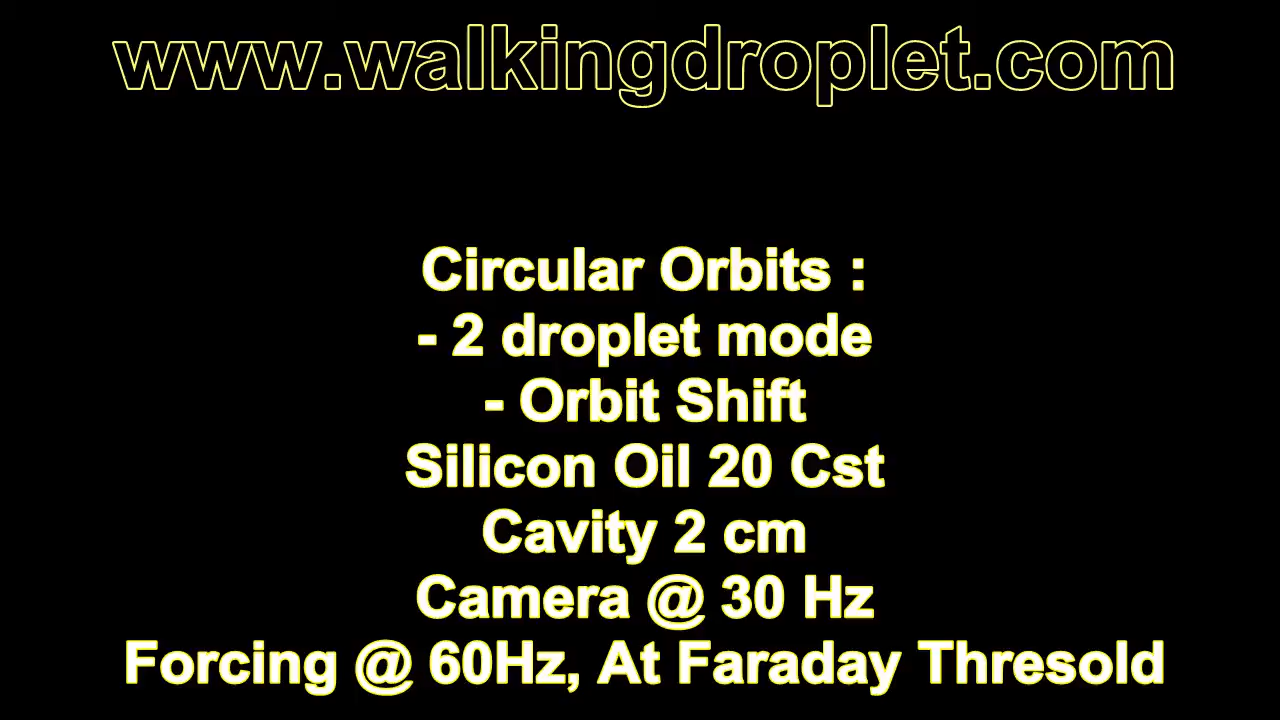 www.walkingdroplet.com
Circular Orbits :
- 2 droplet mode
- Orbit Shift
Silicon Oil 20 Cst
Cavity 2 cm
Camera @ 30 Hz
Forcing @ 60Hz, At Faraday Thresold